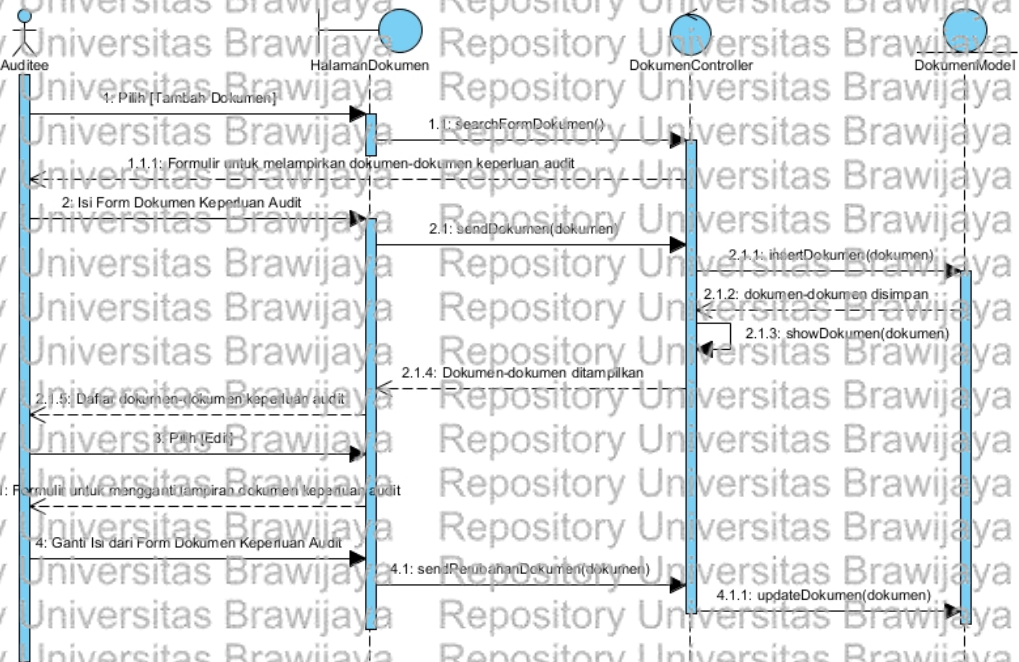 Auditee
HalamanDokumen
DokumenController
DokumenModel
1: Pilih [Tambah Dokumen]
1.1: searchFormDokumen()
1.1.1: Formulir untuk melampirkan dokumen-dokumen keperluan audit
2: Isi Form Dokumen Keperluan Audit
2.1: sendDokumen(dokumen)
2.1.1: insertDokumen(dokumen)
2.1.2: dokumen-dokumen disimpan
2.1.3: showDokumen(dokumen)
2.1.4: Dokumen-dokumen ditampilkan
2.1.5: Daftar dokumen-dokumen keperluan audit
3: Pilih [Edit]
1: Formulir untuk mengganti lampiran dokumen keperluan audit
4: Ganti Isi dari Form Dokumen Keperluan Audit
4.1: sendPerubahanDokumen(dokumen)
4.1.1: updateDokumen(dokumen)
Repository Universitas Brawijaya